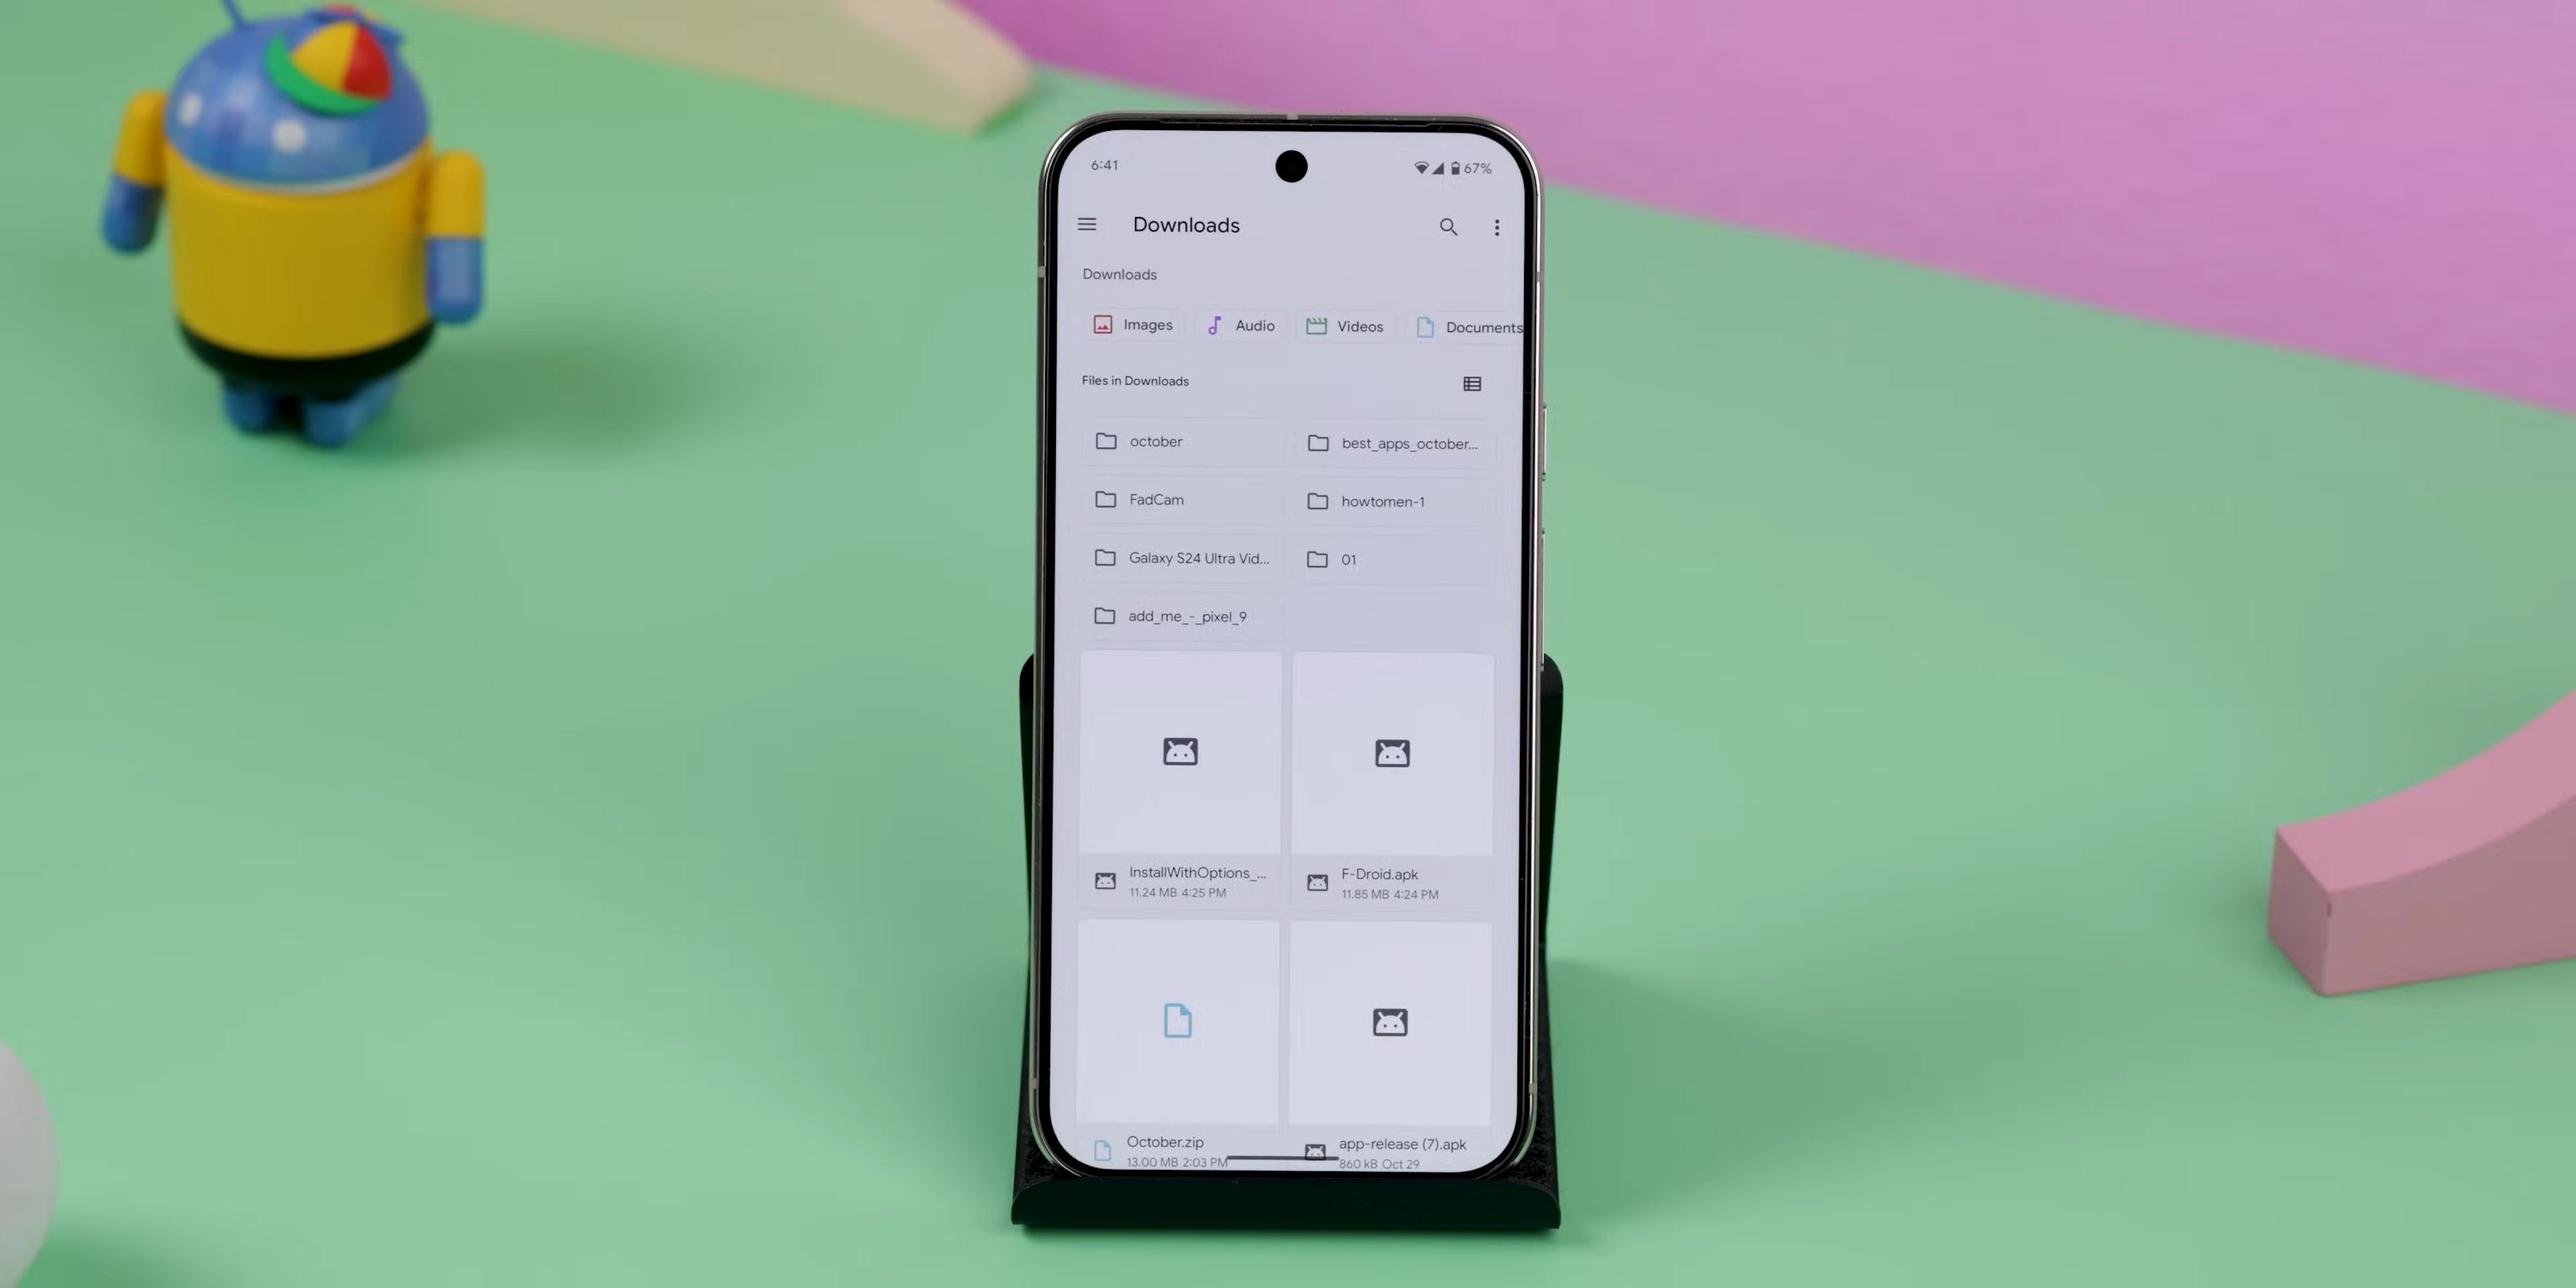 6:41
67%
Downloads
Downloads
Images
Audio
Videos
Documents
Files in Downloads
october
best_apps_october...
FadCam
howtomen-1
Galaxy S24 Ultra Vid...
01
add_me_-_pixel_9
InstallWithOptions_...
11.24 MB 4:25 PM
F-Droid.apk
11.85 MB 4:24 PM
October.zip
13.00 MB 2:03 PM
app-release (7).apk
860 kB Oct 29